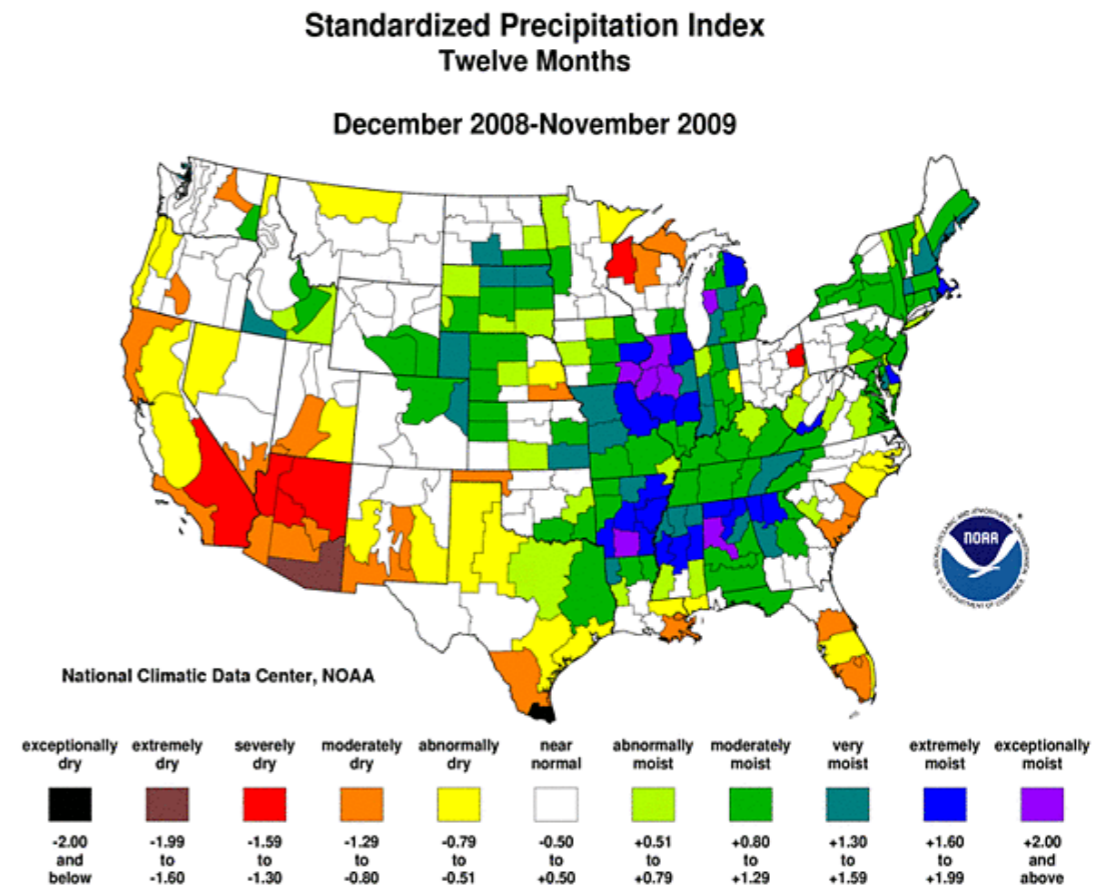 Standardized Precipitation Index
Twelve Months
December 2008-November 2009
NOAA
National Climatic Data Center, NOAA
exceptionally dry
extremely dry
severely dry
moderately dry
abnormally dry
near normal
abnormally moist
moderately moist
very moist
extremely moist
exceptionally moist
-2.00 and below
-1.99 to -1.60
-1.59 to -1.30
-1.29 to -0.80
-0.79 to -0.51
-0.50 to +0.50
+0.51 to +0.79
+0.80 to +1.29
+1.30 to +1.59
+1.60 to +1.99
+2.00 and above